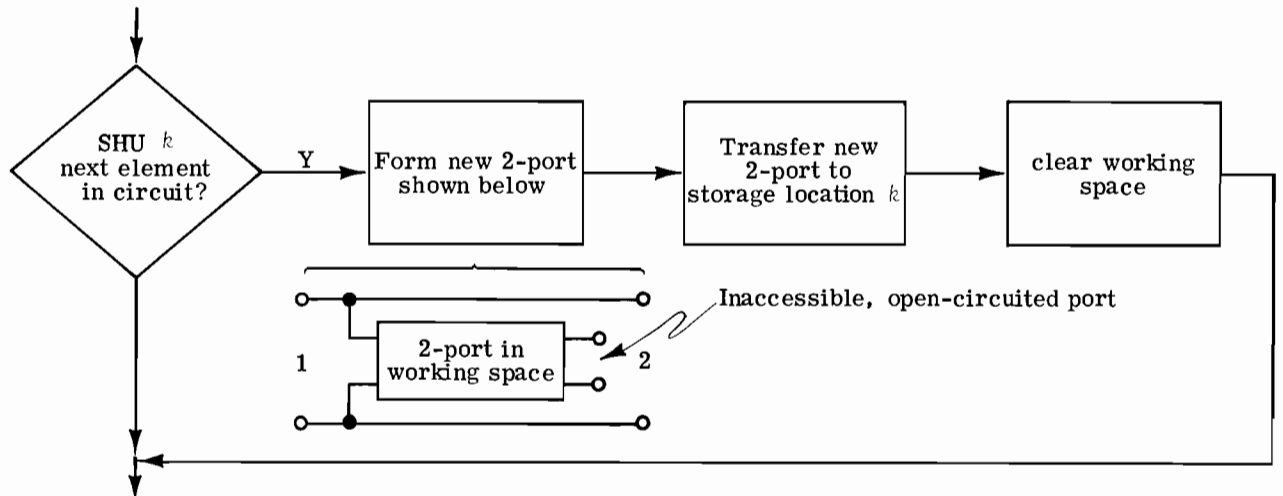 SHU k
next element
in circuit?
Y
Form new 2-port
shown below
Transfer new
2-port to
storage location k
clear working
space
Inaccessible, open-circuited port
1
2-port in
working space
2